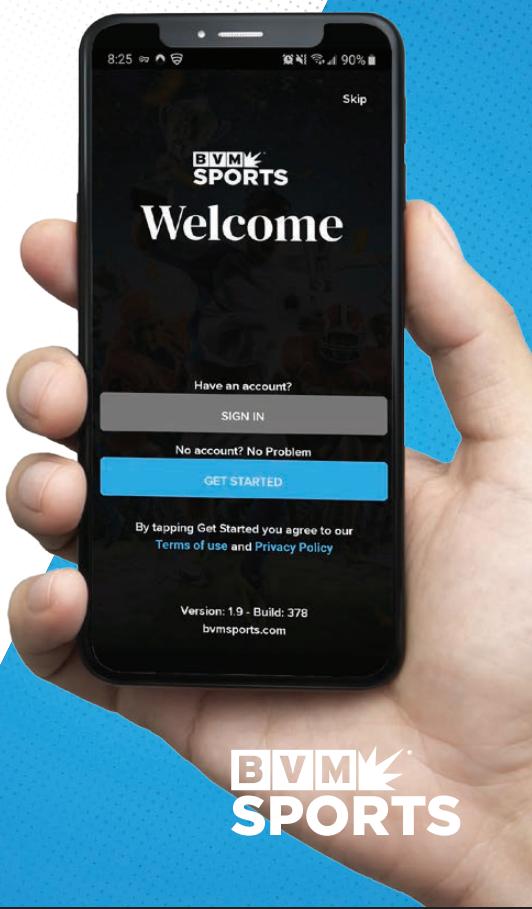 8:25
90%
Skip
BVM
SPORTS
Welcome
Have an account?
SIGN IN
No account? No Problem
GET STARTED
By tapping Get Started you agree to our
Terms of use and Privacy Policy
Version: 1.9 - Build: 378
bvmsports.com
BVM
SPORTS